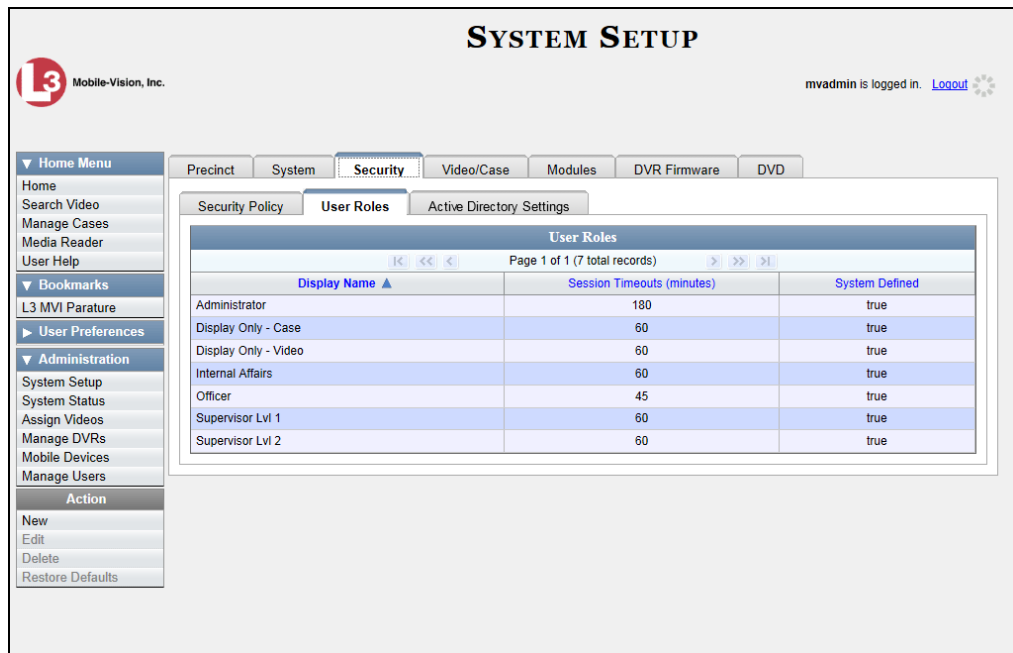 SYSTEM SETUP
L3 Mobile-Vision, Inc.
mvadmin is logged in. Logout
▼ Home Menu
Home
Search Video
Manage Cases
Media Reader
User Help
▼ Bookmarks
L3 MVI Parature
▶ User Preferences
▼ Administration
System Setup
System Status
Assign Videos
Manage DVRs
Mobile Devices
Manage Users
Action
New
Edit
Delete
Restore Defaults
Precinct System Security Video/Case Modules DVR Firmware DVD
Security Policy User Roles Active Directory Settings
User Roles
|< << < Page 1 of 1 (7 total records) > >> >|
Display Name ▲ Session Timeouts (minutes) System Defined
Administrator 180 true
Display Only - Case 60 true
Display Only - Video 60 true
Internal Affairs 60 true
Officer 45 true
Supervisor Lvl 1 60 true
Supervisor Lvl 2 60 true